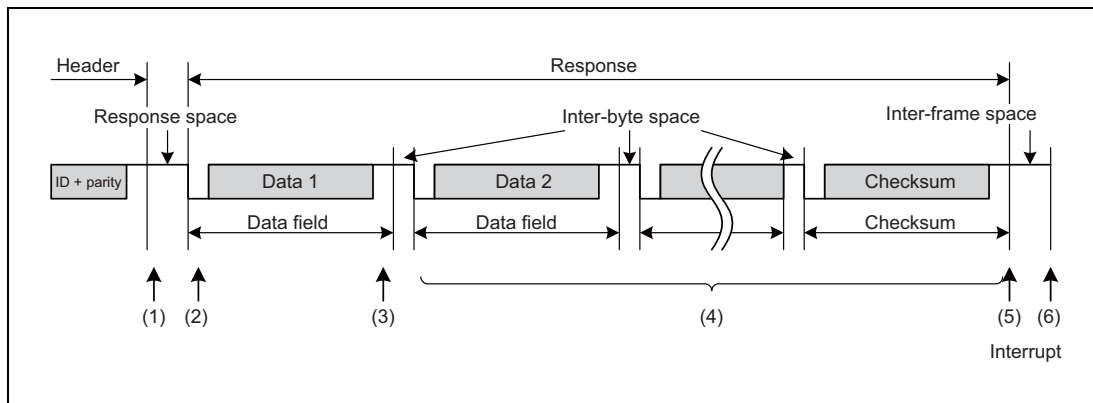 Header
Response
Response space
Inter-byte space
Inter-frame space
ID + parity
Data 1
Data 2
Checksum
Data field
Data field
Checksum
(1)
(2)
(3)
(4)
(5)
(6)
Interrupt